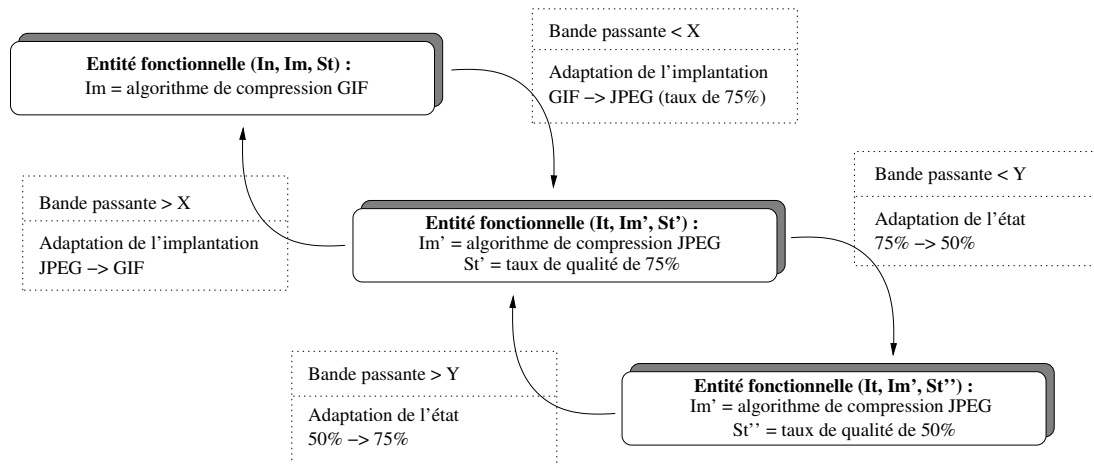 Bande passante < X
Adaptation de l’implantation
GIF −> JPEG (taux de 75%)
Entité fonctionnelle (In, Im, St) :
Im = algorithme de compression GIF
Bande passante < Y
Adaptation de l’état
75% −> 50%
Bande passante > X
Adaptation de l’implantation
JPEG −> GIF
Entité fonctionnelle (It, Im’, St’) :
Im’ = algorithme de compression JPEG
St’ = taux de qualité de 75%
Bande passante > Y
Adaptation de l’état
50% −> 75%
Entité fonctionnelle (It, Im’, St’’) :
Im’ = algorithme de compression JPEG
St’’ = taux de qualité de 50%